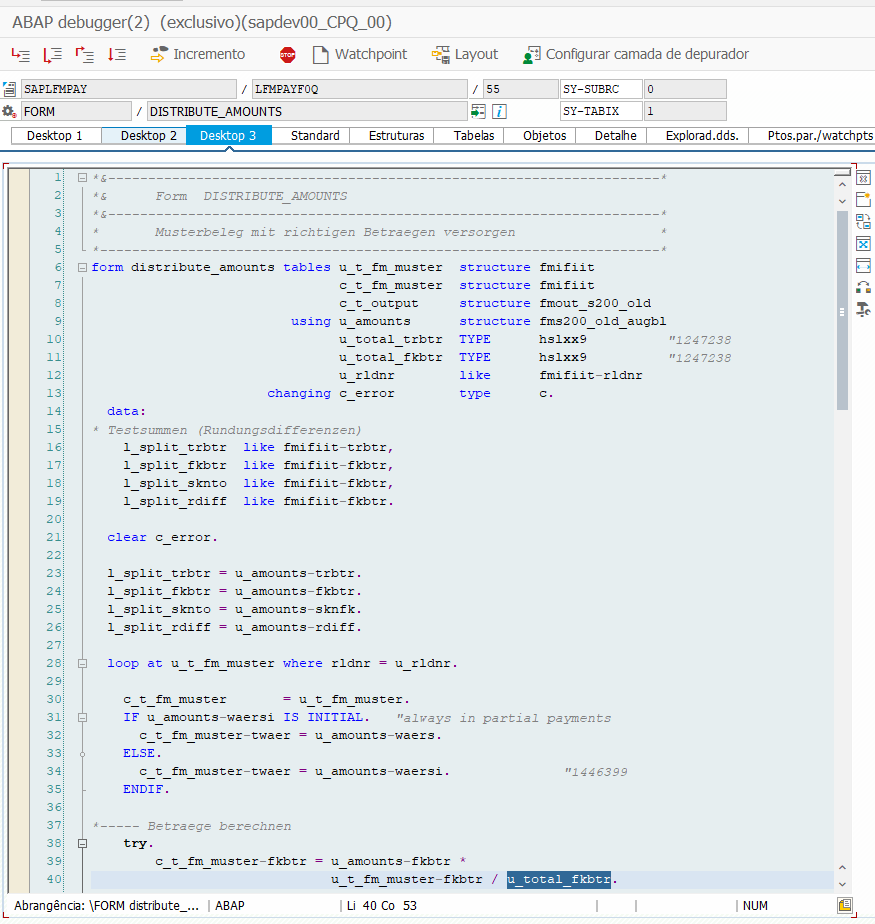 ABAP debugger(2) (exclusivo)(sapdev00_CPQ_00)
Incremento STOP Watchpoint Layout Configurar camada de depurador
SAPLFMPAY / LFMPAYF0Q / 55 SY-SUBRC 0
FORM / DISTRIBUTE_AMOUNTS SY-TABIX 1
Desktop 1 Desktop 2 Desktop 3 Standard Estruturas Tabelas Objetos Detalhe Explorad.dds. Ptos.par./watchpts
1 *&---------------------------------------------------------------------*
2 *&      Form  DISTRIBUTE_AMOUNTS
3 *&---------------------------------------------------------------------*
4 *       Musterbeleg mit richtigen Betraegen versorgen                  *
5 *----------------------------------------------------------------------*
6 form distribute_amounts tables u_t_fm_muster  structure fmifiit
7                                c_t_fm_muster  structure fmifiit
8                                c_t_output     structure fmout_s200_old
9                          using u_amounts      structure fms200_old_augbl
10                               u_total_trbtr  TYPE      hslxx9          "1247238
11                               u_total_fkbtr  TYPE      hslxx9          "1247238
12                               u_rldnr        like      fmifiit-rldnr
13                      changing c_error        type      c.
14  data:
15 * Testsummen (Rundungsdifferenzen)
16    l_split_trbtr  like fmifiit-trbtr,
17    l_split_fkbtr  like fmifiit-fkbtr,
18    l_split_sknto  like fmifiit-fkbtr,
19    l_split_rdiff  like fmifiit-fkbtr.
20
21  clear c_error.
22
23  l_split_trbtr = u_amounts-trbtr.
24  l_split_fkbtr = u_amounts-fkbtr.
25  l_split_sknto = u_amounts-sknfk.
26  l_split_rdiff = u_amounts-rdiff.
27
28  loop at u_t_fm_muster where rldnr = u_rldnr.
29
30    c_t_fm_muster       = u_t_fm_muster.
31    IF u_amounts-waersi IS INITIAL.   "always in partial payments
32      c_t_fm_muster-twaer = u_amounts-waers.
33    ELSE.
34      c_t_fm_muster-twaer = u_amounts-waersi.              "1446399
35    ENDIF.
36
37 *----- Betraege berechnen
38    try.
39        c_t_fm_muster-fkbtr = u_amounts-fkbtr *
40                              u_t_fm_muster-fkbtr / u_total_fkbtr.
Abrangência: \FORM distribute_... ABAP Li 40 Co 53 NUM